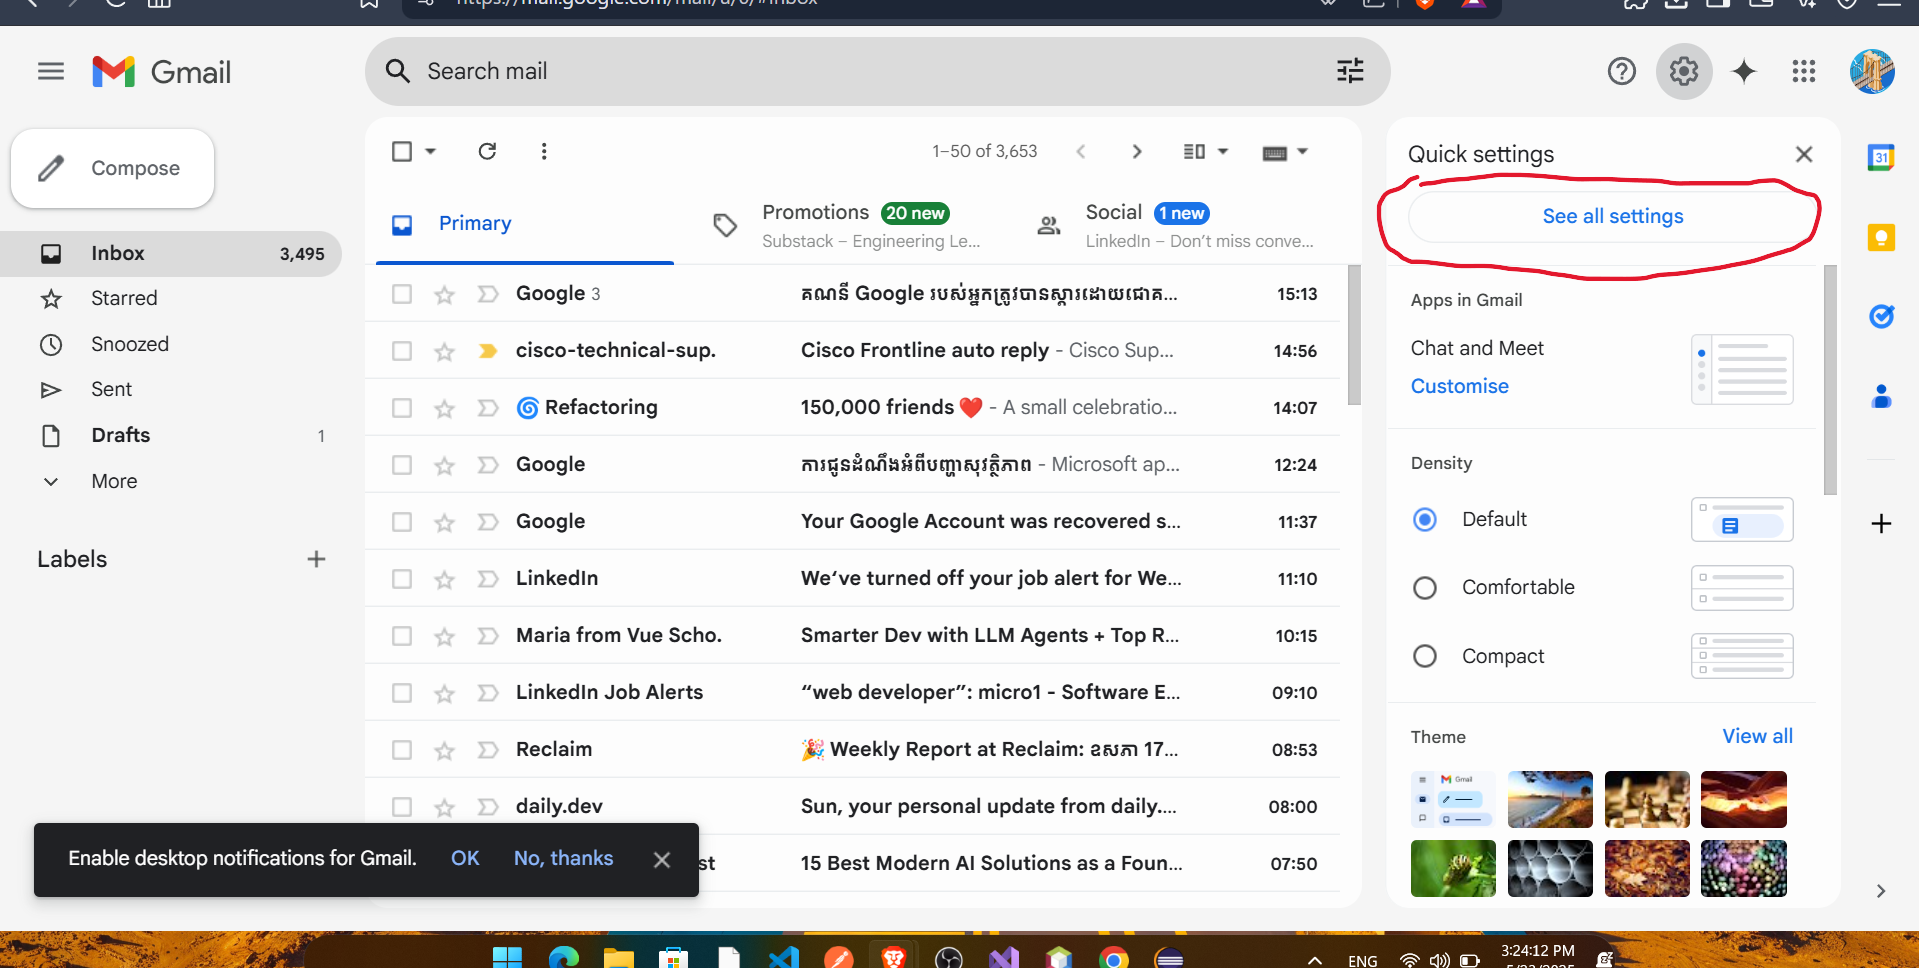 Gmail
Search mail
Compose
Inbox 3,495
Starred
Snoozed
Sent
Drafts 1
More
Labels
1–50 of 3,653
Primary
Promotions 20 new
Substack – Engineering Le...
Social 1 new
LinkedIn – Don't miss conve...
Google 3 គណនី Google របស់អ្នកត្រូវបានស្តារដោយជោគ... 15:13
cisco-technical-sup. Cisco Frontline auto reply - Cisco Sup... 14:56
Refactoring 150,000 friends ❤️ - A small celebratio... 14:07
Google ការជូនដំណឹងអំពីបញ្ហាសុវត្ថិភាព - Microsoft ap... 12:24
Google Your Google Account was recovered s... 11:37
LinkedIn We've turned off your job alert for We... 11:10
Maria from Vue Scho. Smarter Dev with LLM Agents + Top R... 10:15
LinkedIn Job Alerts “web developer”: micro1 - Software E... 09:10
Reclaim 🎉 Weekly Report at Reclaim: ឧសភា 17... 08:53
daily.dev Sun, your personal update from daily.... 08:00
st 15 Best Modern AI Solutions as a Foun... 07:50
Enable desktop notifications for Gmail. OK No, thanks
Quick settings
See all settings
Apps in Gmail
Chat and Meet
Customise
Density
Default
Comfortable
Compact
Theme View all
Gmail
31
ENG
3:24:12 PM